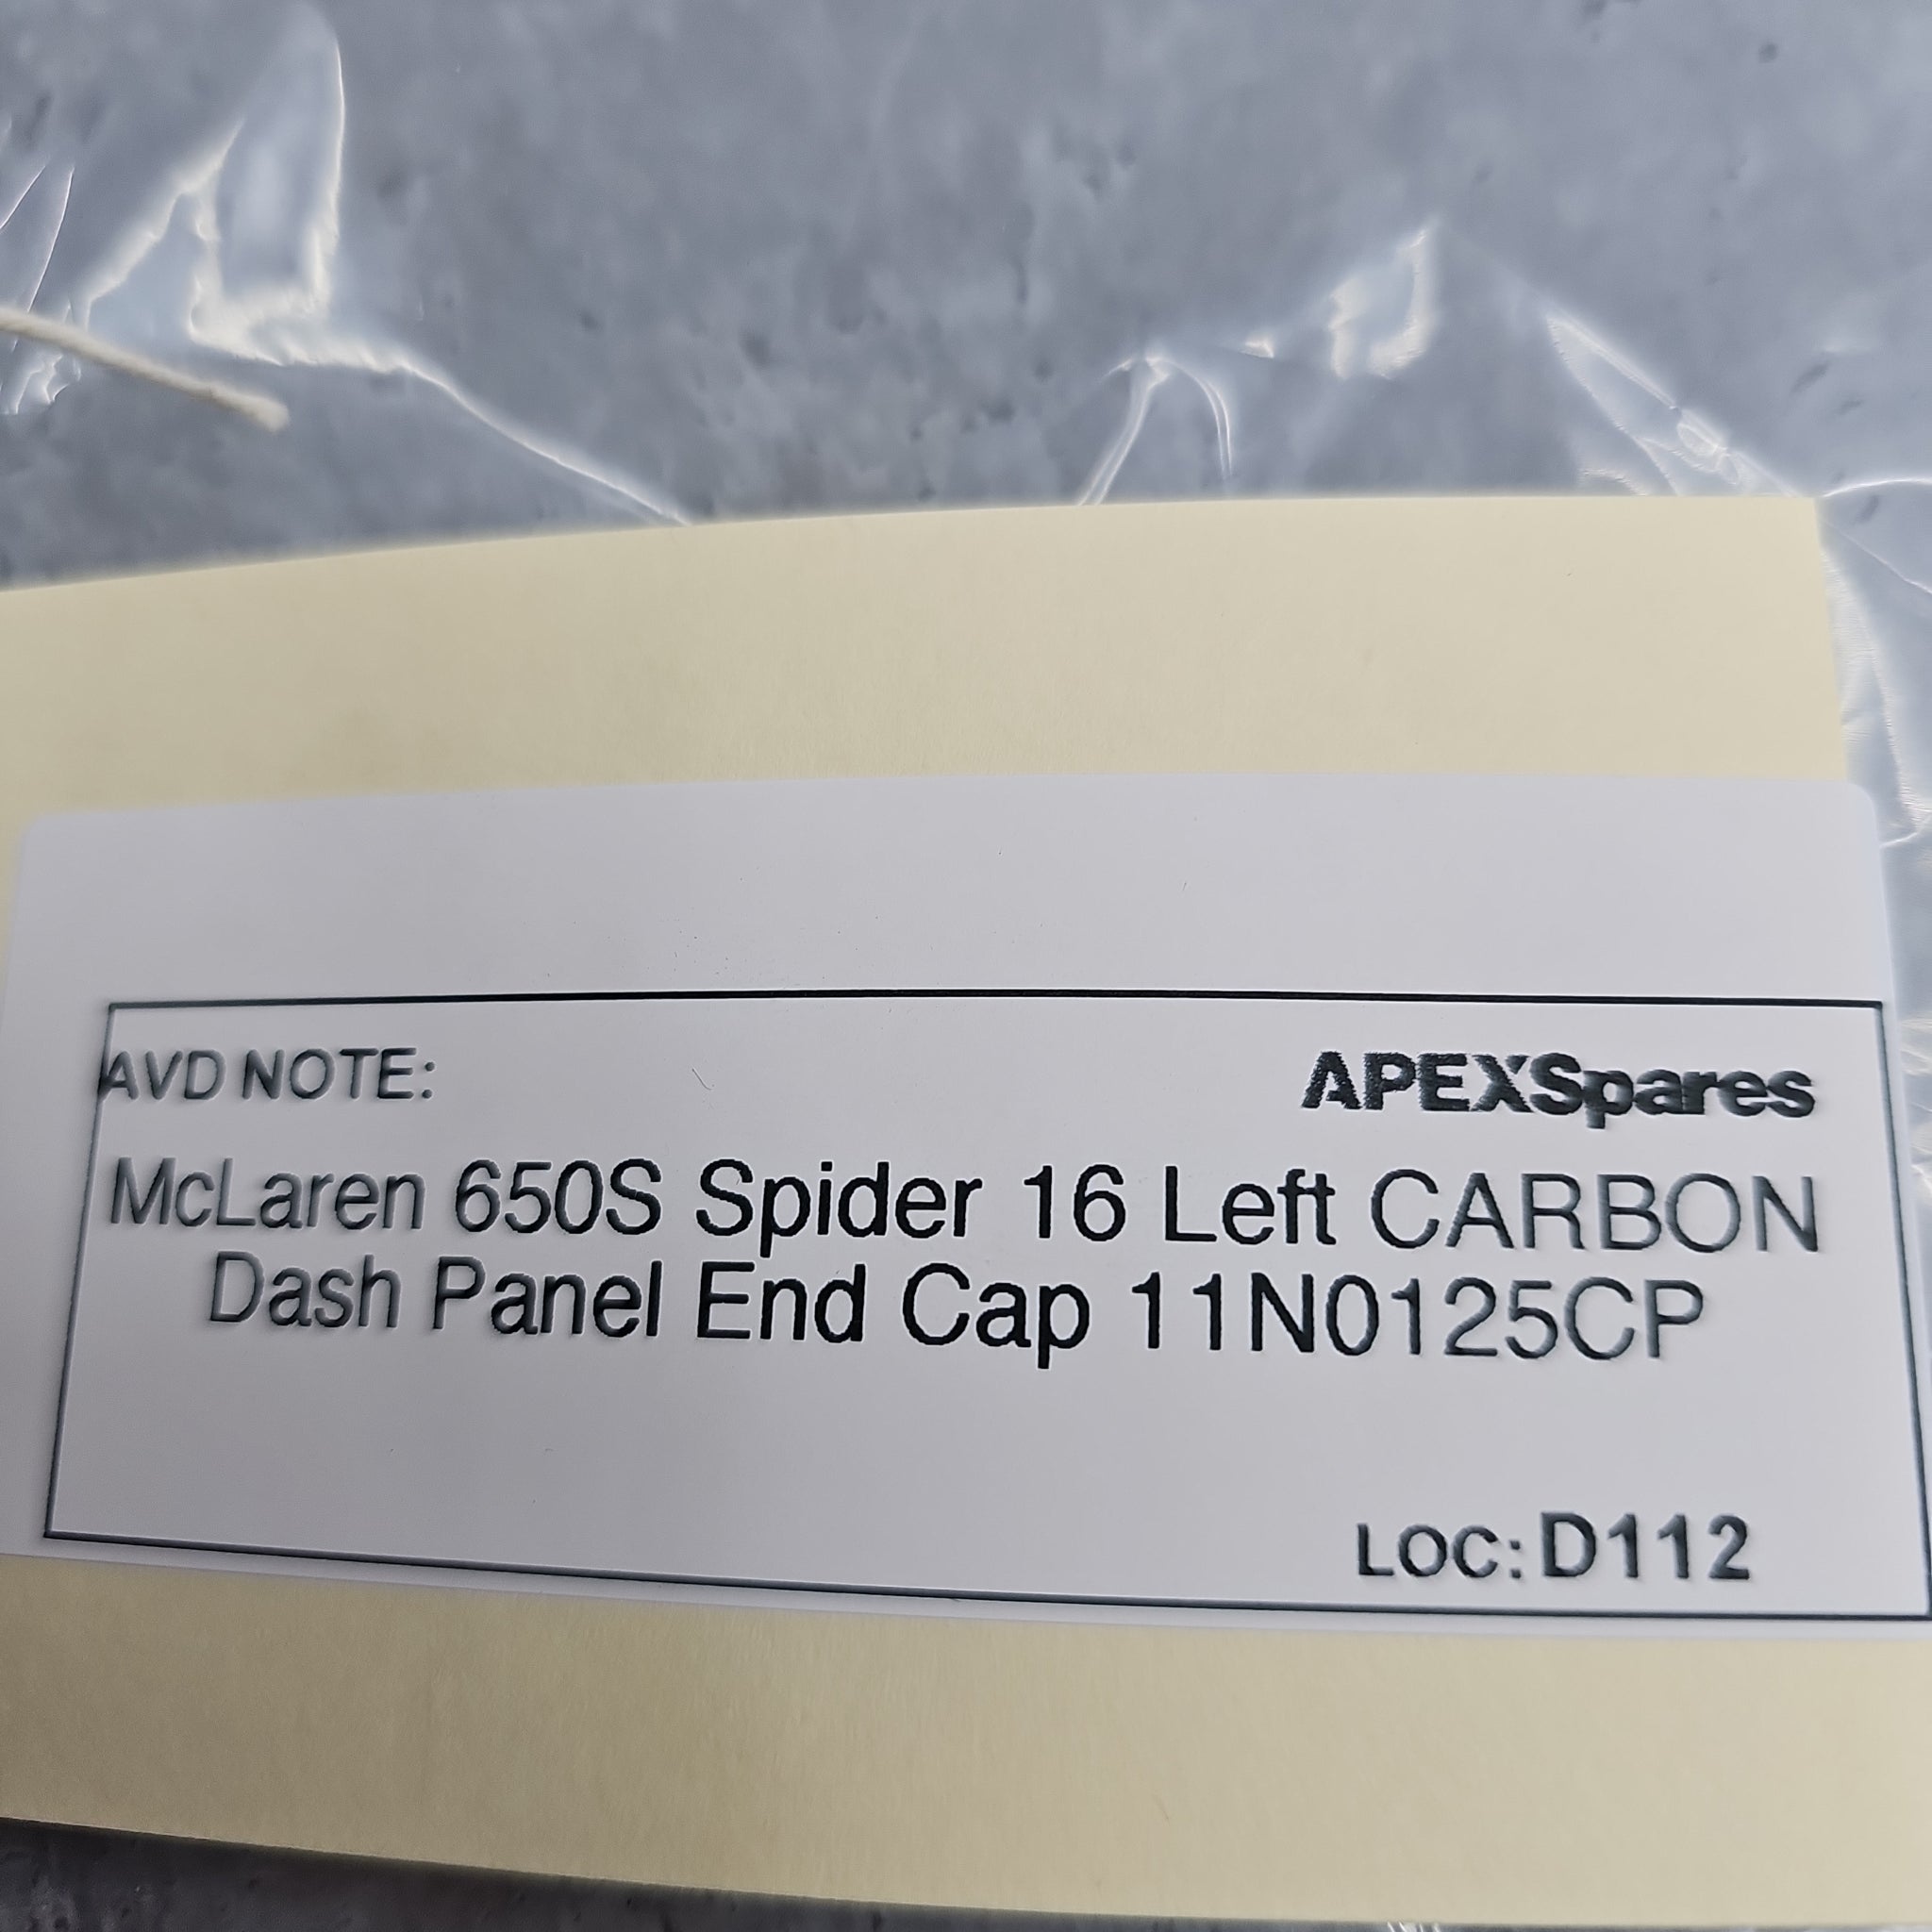 AVD NOTE: APEXSpares
McLaren 650S Spider 16 Left CARBON
Dash Panel End Cap 11N0125CP
LOC: D112